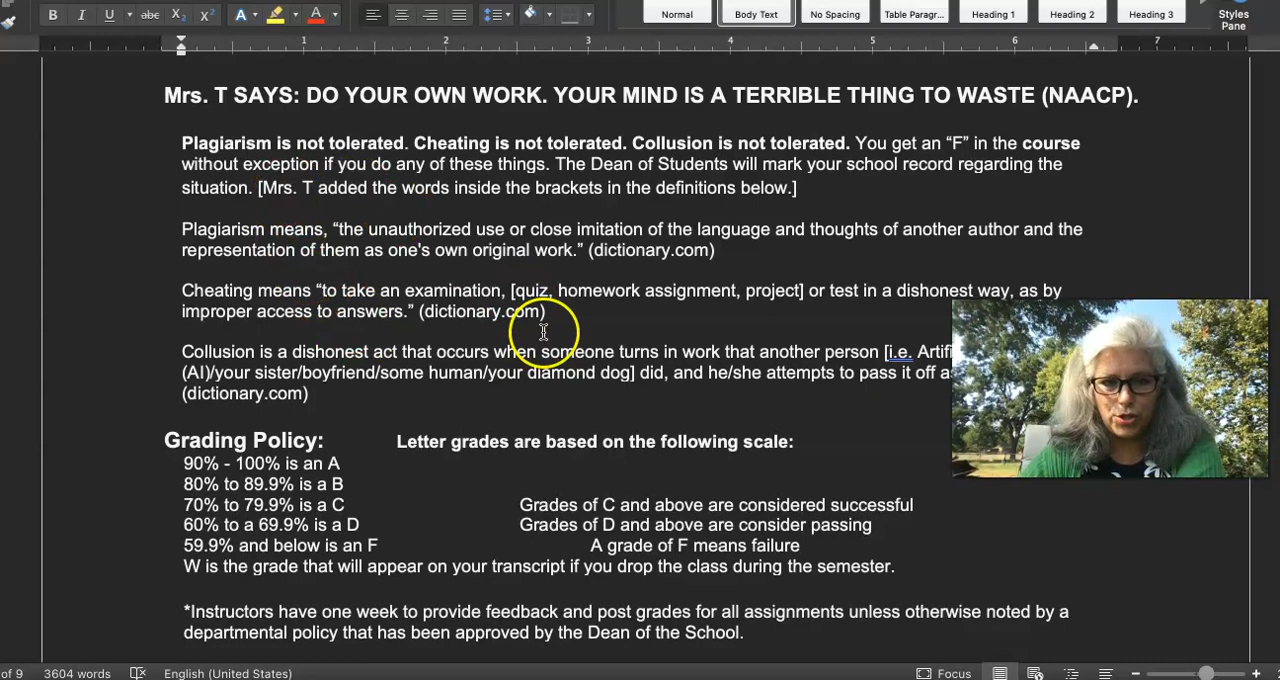 B I U abc X₂ X² A A
Normal Body Text No Spacing Table Paragr... Heading 1 Heading 2 Heading 3 Styles Pane
1 2 3 4 5 6 7
Mrs. T SAYS: DO YOUR OWN WORK. YOUR MIND IS A TERRIBLE THING TO WASTE (NAACP).
Plagiarism is not tolerated. Cheating is not tolerated. Collusion is not tolerated. You get an “F” in the course
without exception if you do any of these things. The Dean of Students will mark your school record regarding the
situation. [Mrs. T added the words inside the brackets in the definitions below.]
Plagiarism means, “the unauthorized use or close imitation of the language and thoughts of another author and the
representation of them as one's own original work.” (dictionary.com)
Cheating means “to take an examination, [quiz, homework assignment, project] or test in a dishonest way, as by
improper access to answers.” (dictionary.com)
Collusion is a dishonest act that occurs when someone turns in work that another person [i.e. Artifi
(AI)/your sister/boyfriend/some human/your diamond dog] did, and he/she attempts to pass it off as
(dictionary.com)
Grading Policy: Letter grades are based on the following scale:
90% - 100% is an A
80% to 89.9% is a B
70% to 79.9% is a C Grades of C and above are considered successful
60% to a 69.9% is a D Grades of D and above are consider passing
59.9% and below is an F A grade of F means failure
W is the grade that will appear on your transcript if you drop the class during the semester.
*Instructors have one week to provide feedback and post grades for all assignments unless otherwise noted by a
departmental policy that has been approved by the Dean of the School.
of 9 3604 words English (United States) Focus